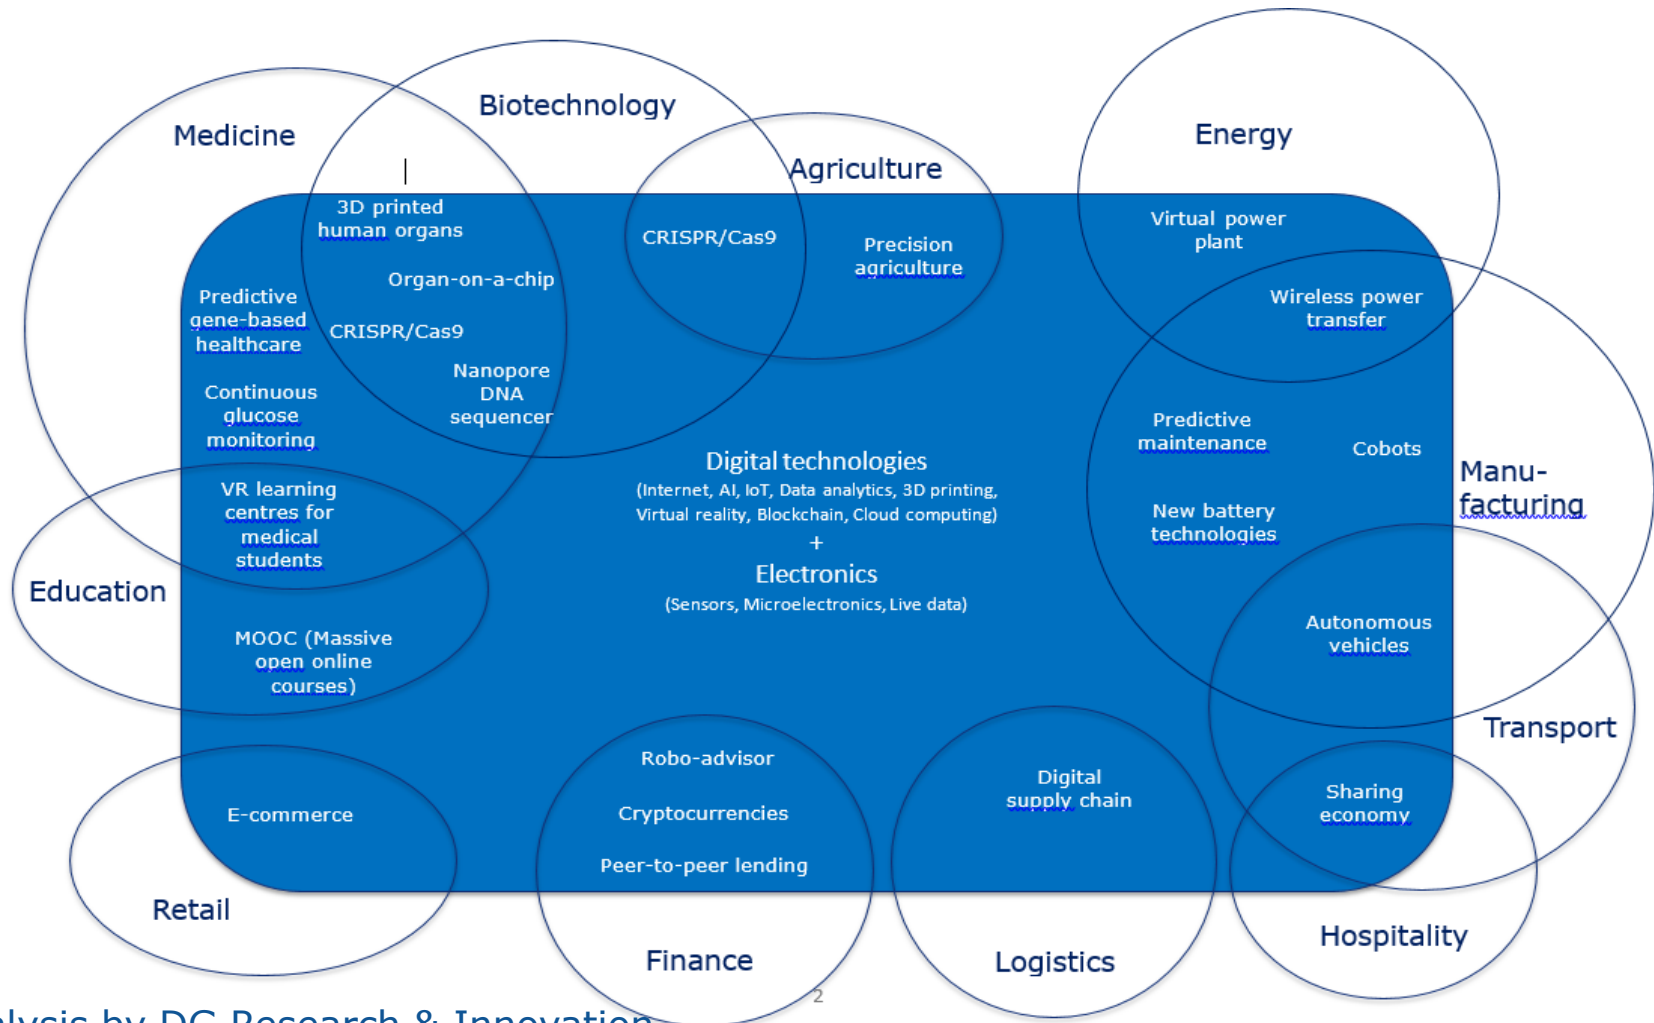 Biotechnology
Medicine
Energy
Agriculture
3D printed
human organs
CRISPR/Cas9
Precision
agriculture
Virtual power
plant
Organ-on-a-chip
Predictive
gene-based
healthcare
CRISPR/Cas9
Wireless power
transfer
Nanopore
DNA
sequencer
Continuous
glucose
monitoring
Predictive
maintenance
Cobots
Manu-
facturing
Digital technologies
(Internet, AI, IoT, Data analytics, 3D printing,
Virtual reality, Blockchain, Cloud computing)
+
Electronics
(Sensors, Microelectronics, Live data)
VR learning
centres for
medical
students
New battery
technologies
Education
MOOC (Massive
open online
courses)
Autonomous
vehicles
Transport
Robo-advisor
Cryptocurrencies
Peer-to-peer lending
Digital
supply chain
Sharing
economy
E-commerce
Retail
Finance
Logistics
Hospitality
2
by DG Research & Innovation